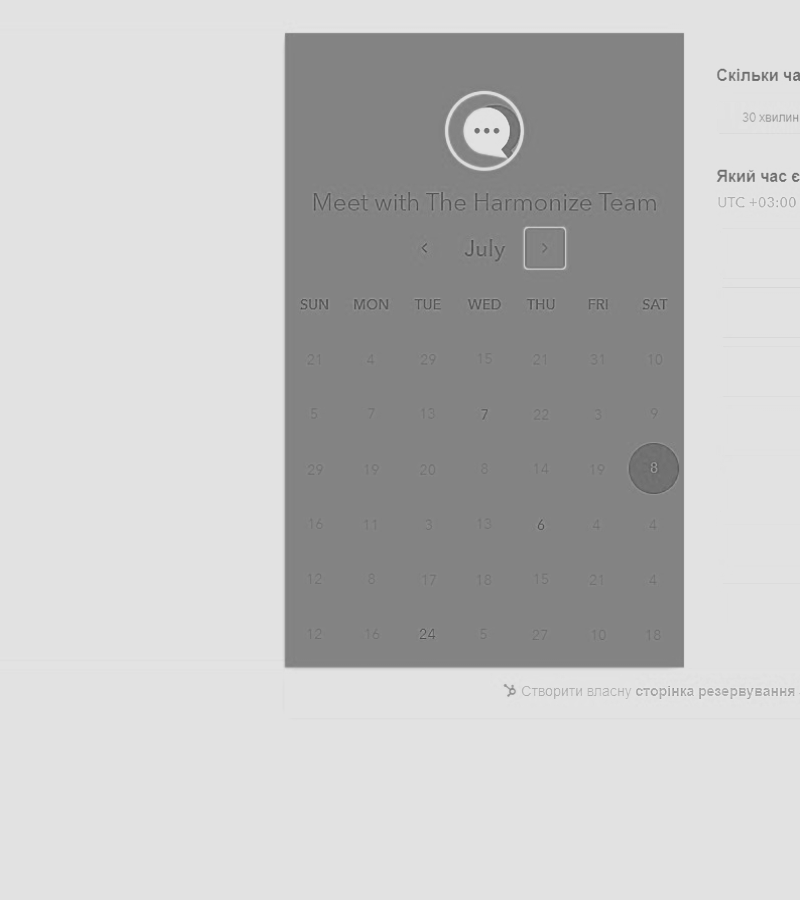 Скільки ча
30 хвилин
Який час є
UTC +03:00
Meet with The Harmonize Team
July
SUN MON TUE WED THU FRI SAT
21 4 29 15 21 31 10
5 7 13 7 22 3 9
29 19 20 8 14 19 8
16 11 3 13 6 4 4
12 8 17 18 15 21 4
12 16 24 5 27 10 18
Створити власну сторінка резервування